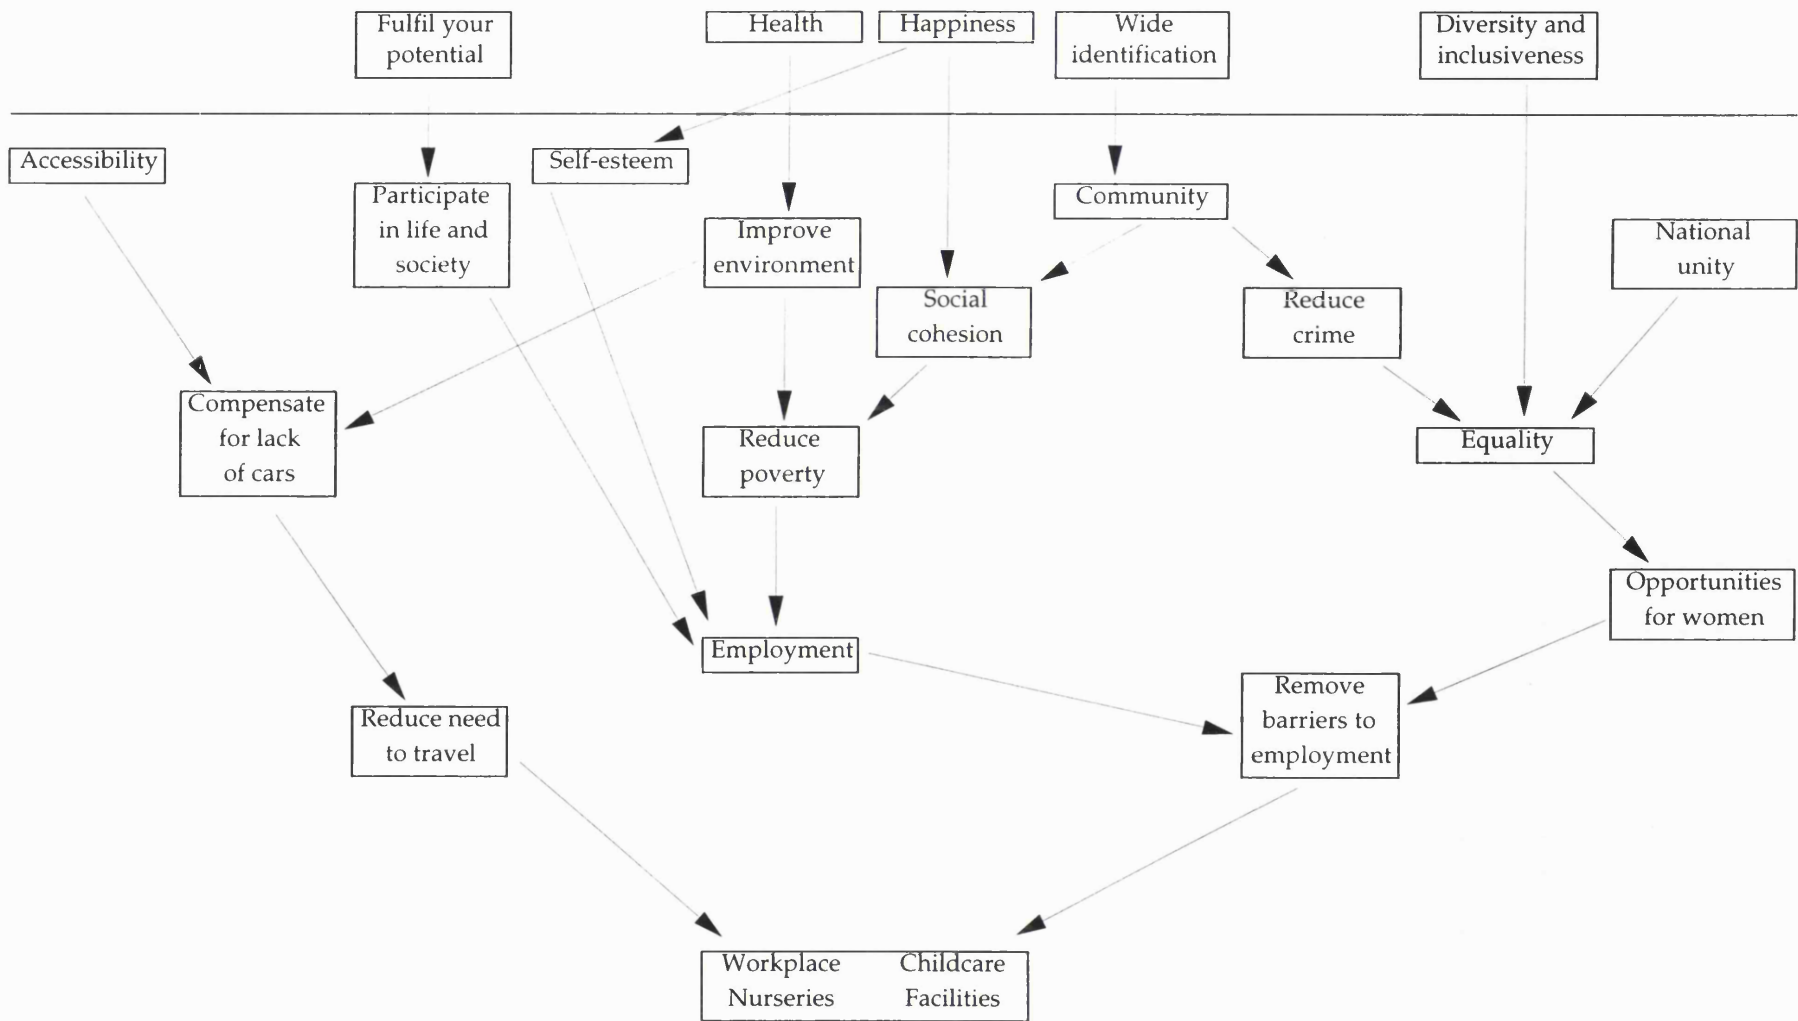 Fulfil your
potential
Health
Happiness
Wide
identification
Diversity and
inclusiveness
Accessibility
Participate
in life and
society
Self-esteem
Improve
environment
Community
Social
cohesion
Reduce
crime
National
unity
Compensate
for lack
of cars
Reduce
poverty
Equality
Opportunities
for women
Employment
Remove
barriers to
employment
Reduce need
to travel
Workplace
Nurseries
Childcare
Facilities